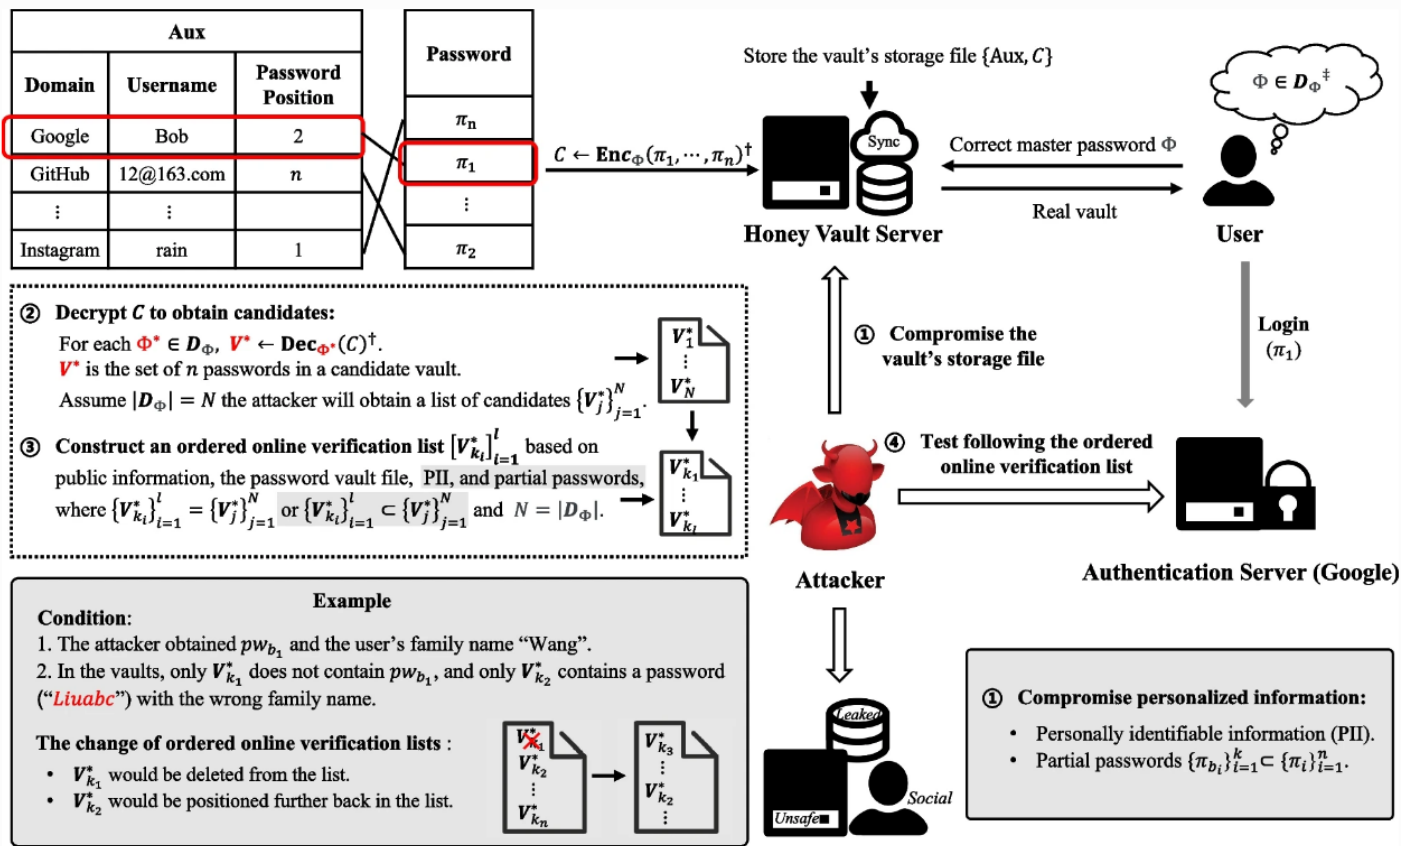 Aux
Domain Username Password Position
Google Bob 2
GitHub 12@163.com n
⋮ ⋮
Instagram rain 1
Password
πn
π1
⋮
π2
C ← EncΦ(π1, ⋯, πn)†
Store the vault's storage file {Aux, C}
Sync
Honey Vault Server
Correct master password Φ
Real vault
Φ ∈ DΦ‡
User
Login
(π1)
① Compromise the
vault's storage file
② Decrypt C to obtain candidates:
For each Φ* ∈ DΦ, V* ← DecΦ*(C)†.
V* is the set of n passwords in a candidate vault.
Assume |DΦ| = N the attacker will obtain a list of candidates {V*j}Nj=1.
V*1
⋮
V*N
③ Construct an ordered online verification list [V*ki]li=1 based on
public information, the password vault file, PII, and partial passwords,
where {V*ki}li=1 = {V*j}Nj=1 or {V*ki}li=1 ⊂ {V*j}Nj=1 and N = |DΦ|.
V*k1
⋮
V*kl
④ Test following the ordered
online verification list
Attacker
Authentication Server (Google)
Example
Condition:
1. The attacker obtained pwb1 and the user's family name “Wang”.
2. In the vaults, only V*k1 does not contain pwb1, and only V*k2 contains a password
(“Liuabc”) with the wrong family name.
The change of ordered online verification lists :
• V*k1 would be deleted from the list.
• V*k2 would be positioned further back in the list.
V*k1
V*k2
⋮
V*kn
V*k3
⋮
V*k2
⋮
Leaked
Unsafe
Social
① Compromise personalized information:
• Personally identifiable information (PII).
• Partial passwords {πbi}ki=1⊂ {πi}ni=1.